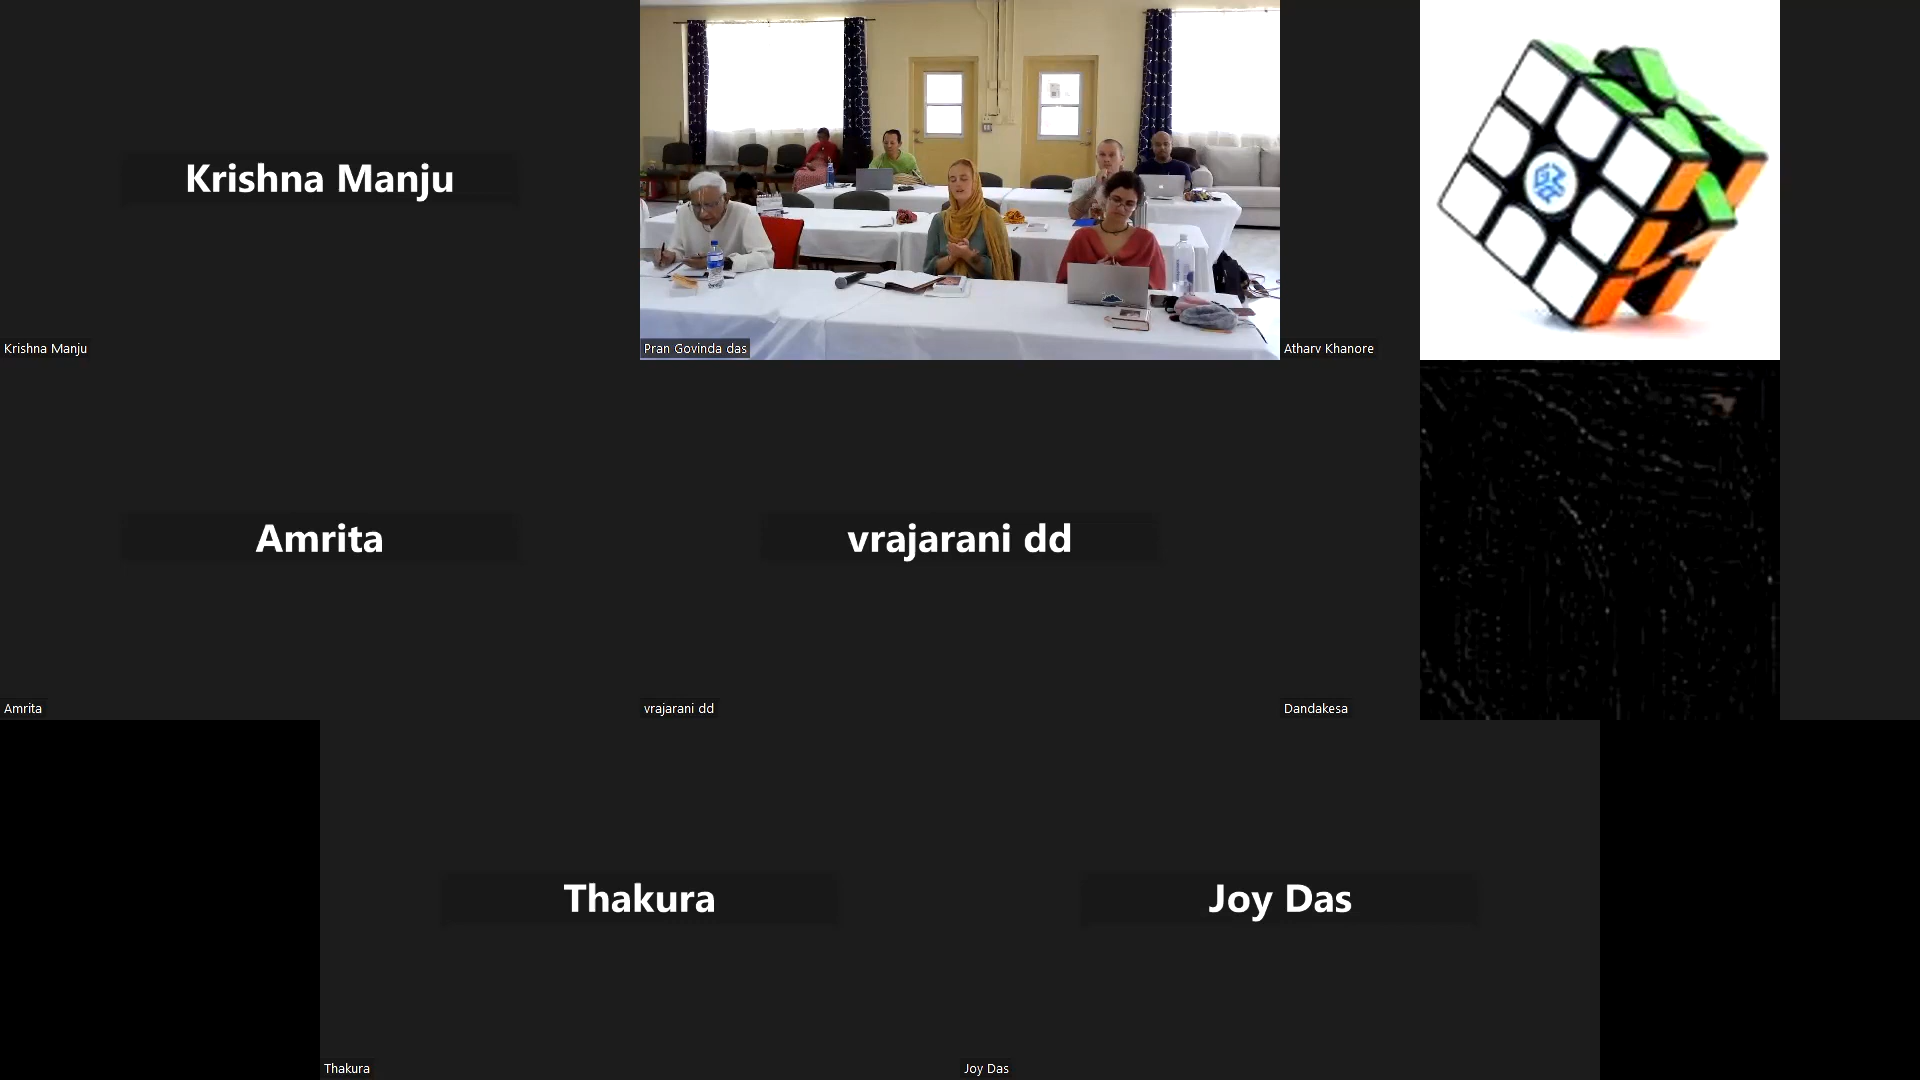 Krishna Manju
Krishna Manju
Pran Govinda das
Atharv Khanore
Amrita
vrajarani dd
Amrita
vrajarani dd
Dandakesa
Thakura
Joy Das
Thakura
Joy Das